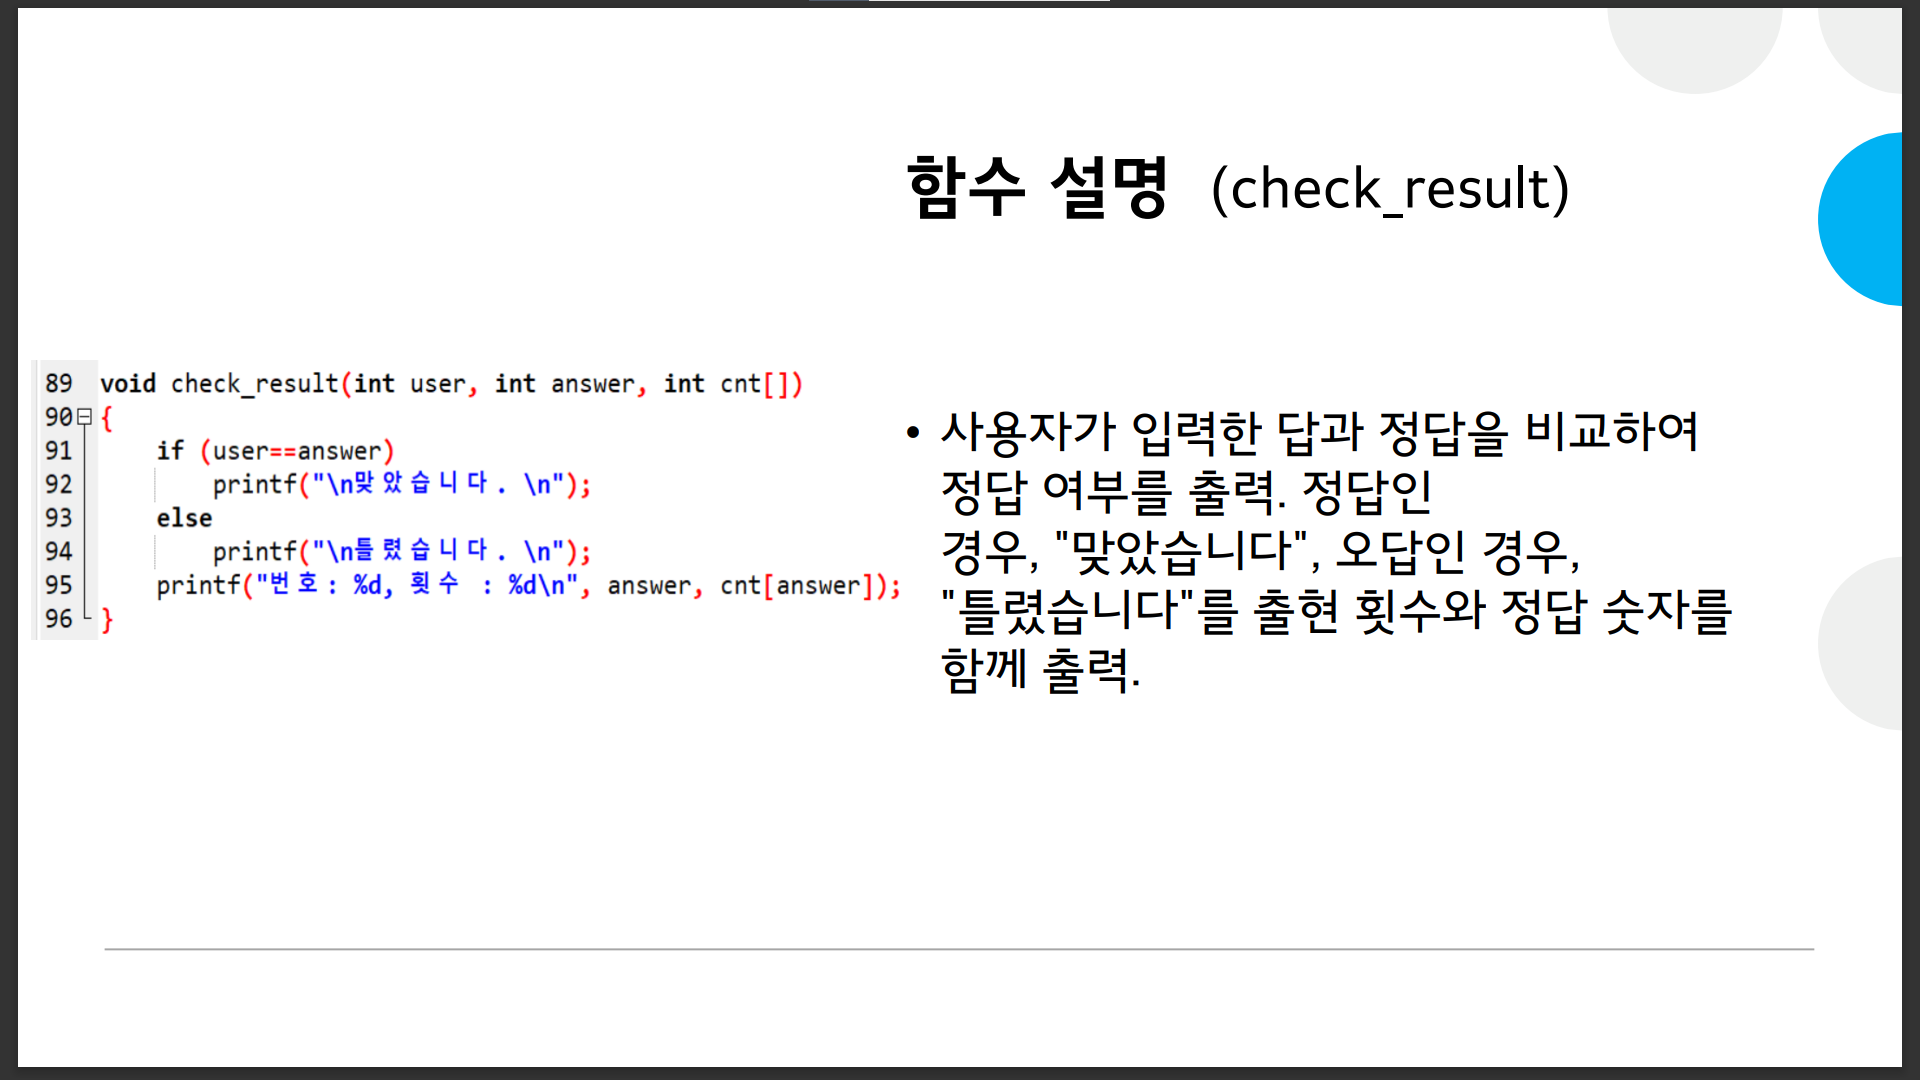 함수 설명 (check_result)
89 void check_result(int user, int answer, int cnt[])
90 {
91 if (user==answer)
92 printf("\n맞았습니다. \n");
93 else
94 printf("\n틀렸습니다. \n");
95 printf("번호: %d, 횟수 : %d\n", answer, cnt[answer]);
96 }
• 사용자가 입력한 답과 정답을 비교하여
정답 여부를 출력. 정답인
경우, "맞았습니다", 오답인 경우,
"틀렸습니다"를 출현 횟수와 정답 숫자를
함께 출력.